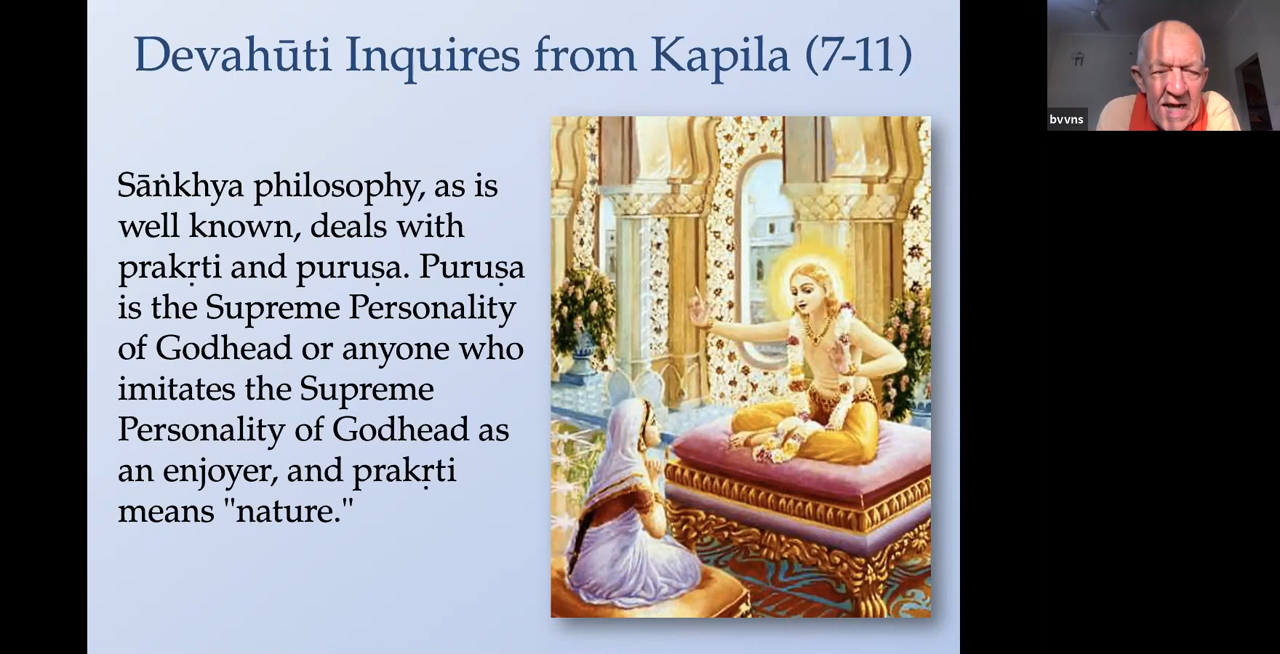 Devahūti Inquires from Kapila (7-11)
Sāṅkhya philosophy, as is
well known, deals with
prakṛti and puruṣa. Puruṣa
is the Supreme Personality
of Godhead or anyone who
imitates the Supreme
Personality of Godhead as
an enjoyer, and prakṛti
means "nature."
bvvns